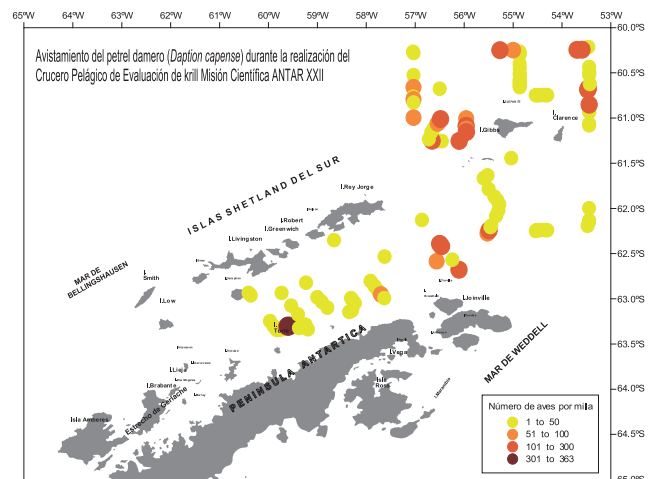 65°W 64°W 63°W 62°W 61°W 60°W 59°W 58°W 57°W 56°W 55°W 54°W 53°W
60.0°S
Avistamiento del petrel damero (Daption capense) durante la realización del
Crucero Pelágico de Evaluación de krill Misión Científica ANTAR XXII
60.5°S
61.0°S
I.Gibbs
Clarence
61.5°S
ISLAS SHETLAND DEL SUR
I.Rey Jorge
62.0°S
I.Robert
I.Greenwich
I.Livingston
62.5°S
MAR DE
BELLINGSHAUSEN
I.
Smith
I.Low
I.Joinville
63.0°S
PENINSULA ANTARTICA
63.5°S
I.Vega
MAR DE WEDDELL
I.Lieja
I.Brabante
Isla
Ross
64.0°S
Estrecho de Gerlache
Isla Amberes
Número de aves por milla
1 to 50
51 to 100
101 to 300
301 to 363
64.5°S
65.0°S